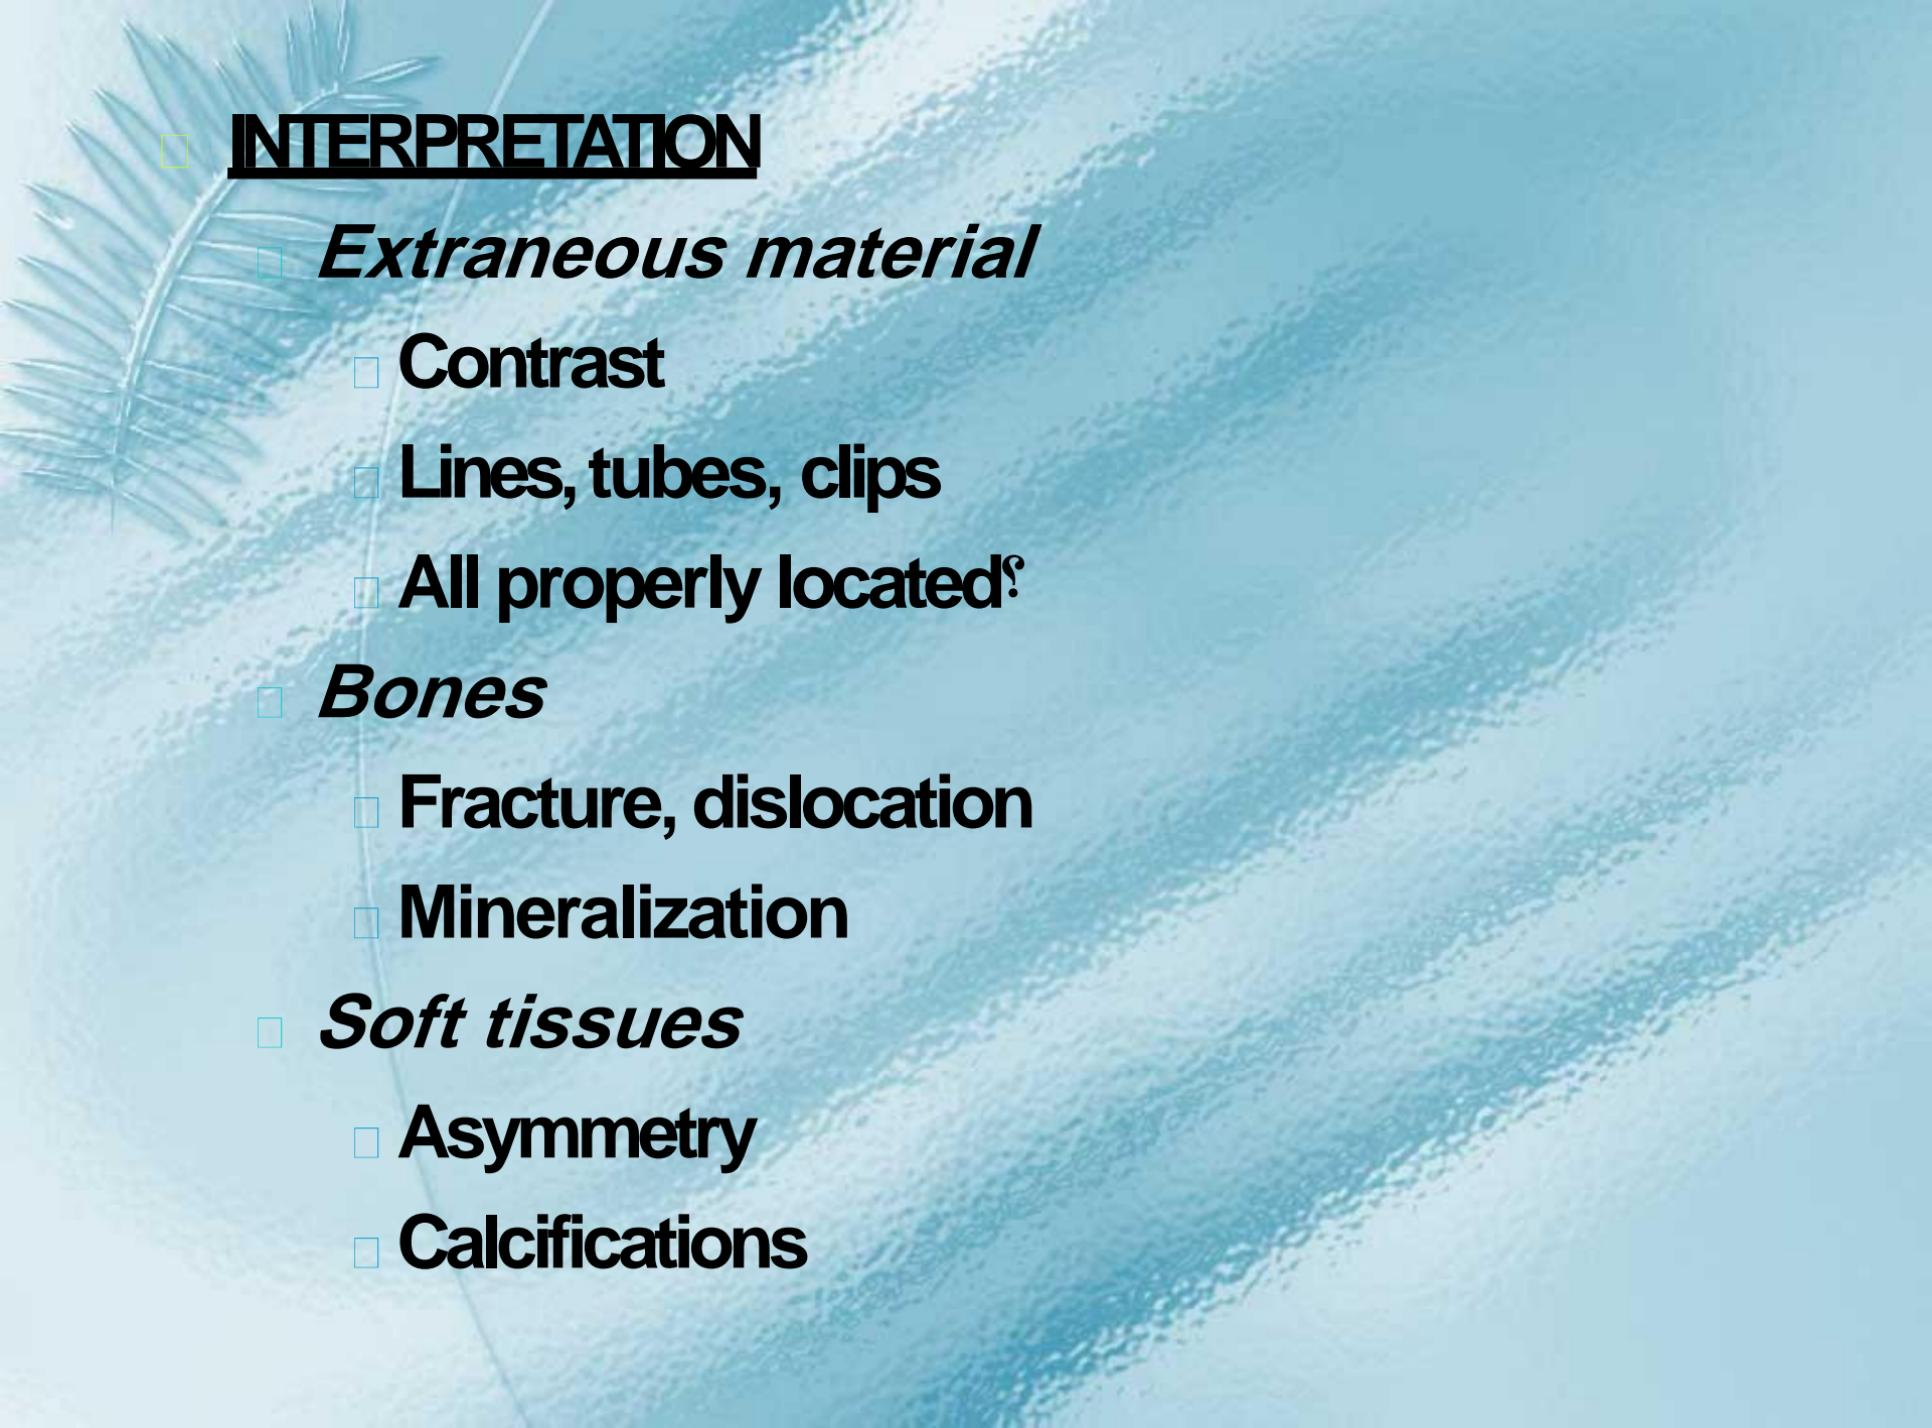 INTERPRETATION
Extraneous material
Contrast
Lines, tubes, clips
All properly located؟
Bones
Fracture, dislocation
Mineralization
Soft tissues
Asymmetry
Calcifications